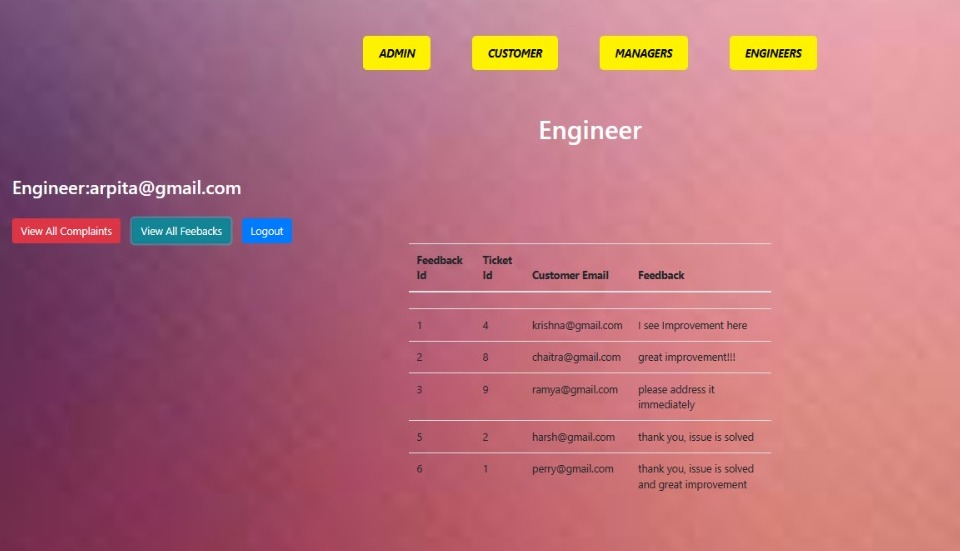 ADMIN CUSTOMER MANAGERS ENGINEERS
Engineer
Engineer:arpita@gmail.com
View All Complaints View All Feebacks Logout
Feedback Id Ticket Id Customer Email Feedback
1 4 krishna@gmail.com I see Improvement here
2 8 chaitra@gmail.com great improvement!!!
3 9 ramya@gmail.com please address it
immediately
5 2 harsh@gmail.com thank you, issue is solved
6 1 perry@gmail.com thank you, issue is solved
and great improvement